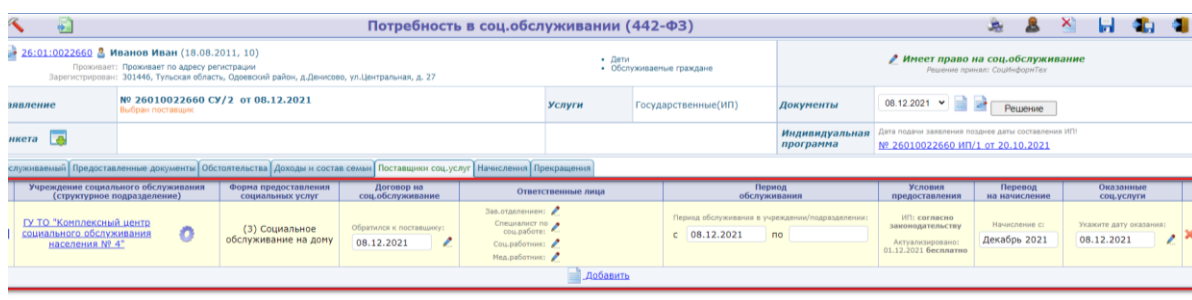 Потребность в соц.обслуживании (442-ФЗ)
26:01:0022660 Иванов Иван (18.08.2011, 10)
Проживает: Проживает по адресу регистрации
Зарегистрирован: 301446, Тульская область, Одоевский район, д.Денисово, ул.Центральная, д. 27
• Дети
• Обслуживаемые граждане
Имеет право на соц.обслуживание
Решение принял: СоцИнформТех
аявление
№ 26010022660 СУ/2 от 08.12.2021
Выбран поставщик
Услуги
Государственные(ИП)
Документы
08.12.2021
Решение
нкета
Индивидуальная программа
Дата подачи заявления позднее даты составления ИП!
№ 26010022660 ИП/1 от 20.10.2021
служиваемый Предоставленные документы Обстоятельства Доходы и состав семьи Поставщики соц.услуг Начисления Прекращения
Учреждение социального обслуживания
(структурное подразделение)
Форма предоставления
социальных услуг
Договор на
соц.обслуживание
Ответственные лица
Период
обслуживания
Условия
предоставления
Перевод
на начисление
Оказанные
соц.услуги
ГУ ТО "Комплексный центр
социального обслуживания
населения № 4"
(3) Социальное
обслуживание на дому
Обратился к поставщику:
08.12.2021
Зав.отделением:
Специалист по
соц.работе:
Соц.работник:
Мед.работник:
Период обслуживания в учреждении/подразделении:
с 08.12.2021 по
ИП: согласно
законодательству
Актуализировано:
01.12.2021 бесплатно
Начисление с:
Декабрь 2021
Укажите дату оказания:
08.12.2021
Добавить